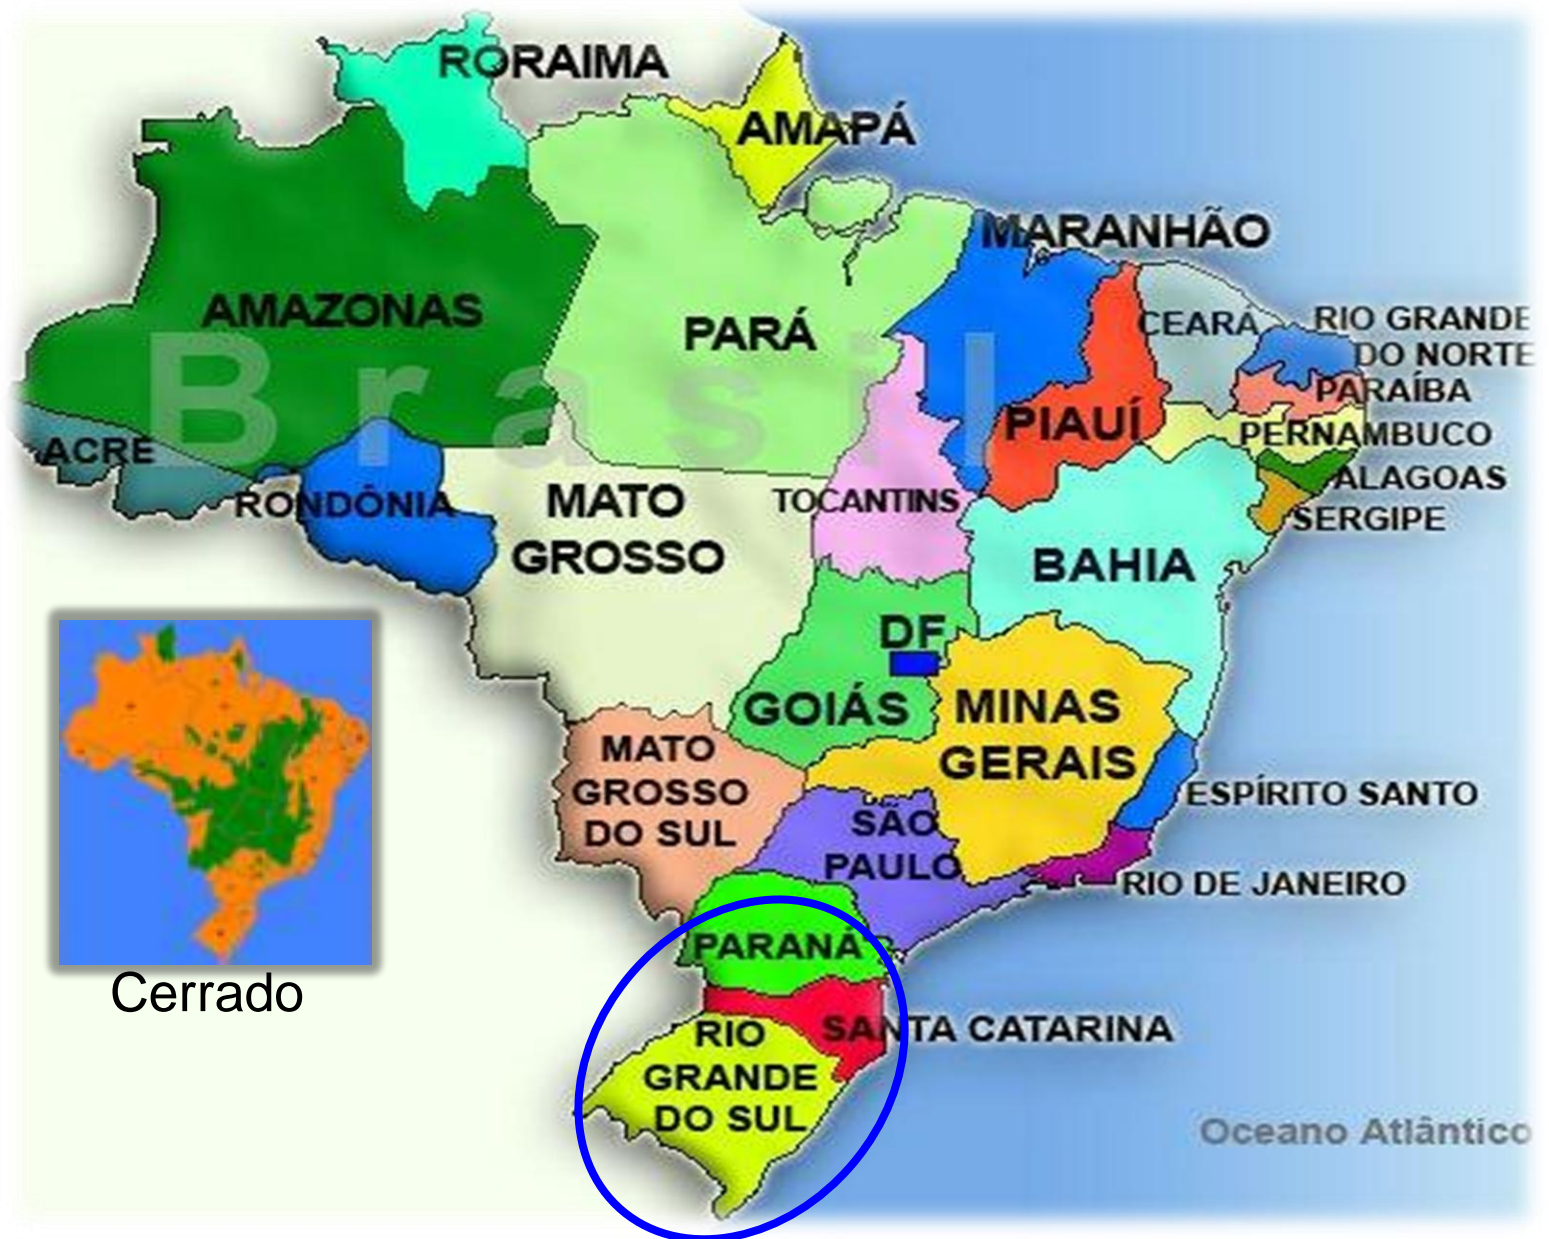 RORAIMA
AMAPÁ
MARANHÃO
AMAZONAS
PARÁ
CEARÁ
RIO GRANDE
DO NORTE
PARAÍBA
Brasil
PIAUÍ
PERNAMBUCO
ACRE
ALAGOAS
RONDÔNIA
MATO
GROSSO
TOCANTINS
SERGIPE
BAHIA
DF
GOIÁS
MINAS
GERAIS
MATO
GROSSO
DO SUL
ESPÍRITO SANTO
SÃO
PAULO
RIO DE JANEIRO
PARANÁ
Cerrado
SANTA CATARINA
RIO
GRANDE
DO SUL
Oceano Atlântico